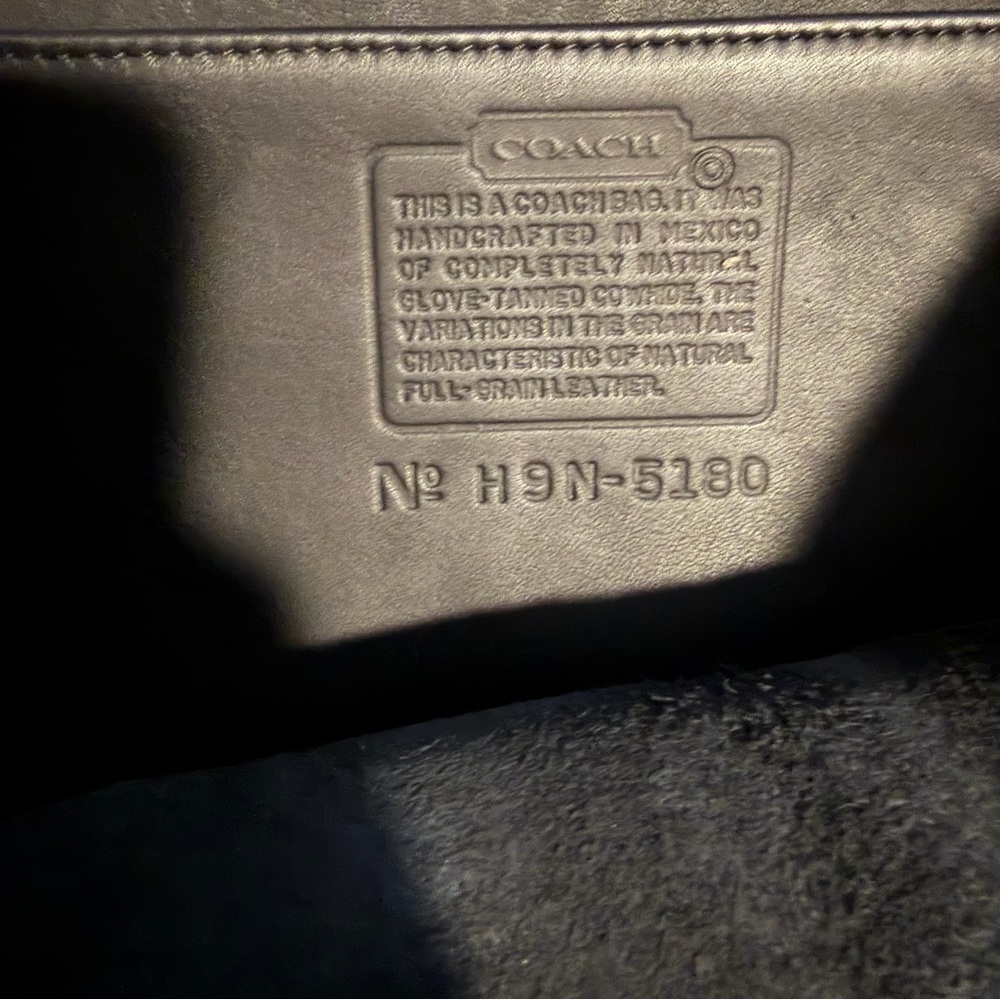 COACH
©
THIS IS A COACH BAG. IT WAS
HANDCRAFTED IN MEXICO
OF COMPLETELY NATURAL
GLOVE-TANNED COWHIDE. THE
VARIATIONS IN THE GRAIN ARE
CHARACTERISTIC OF NATURAL
FULL-GRAIN LEATHER.
Nº H9N-5180